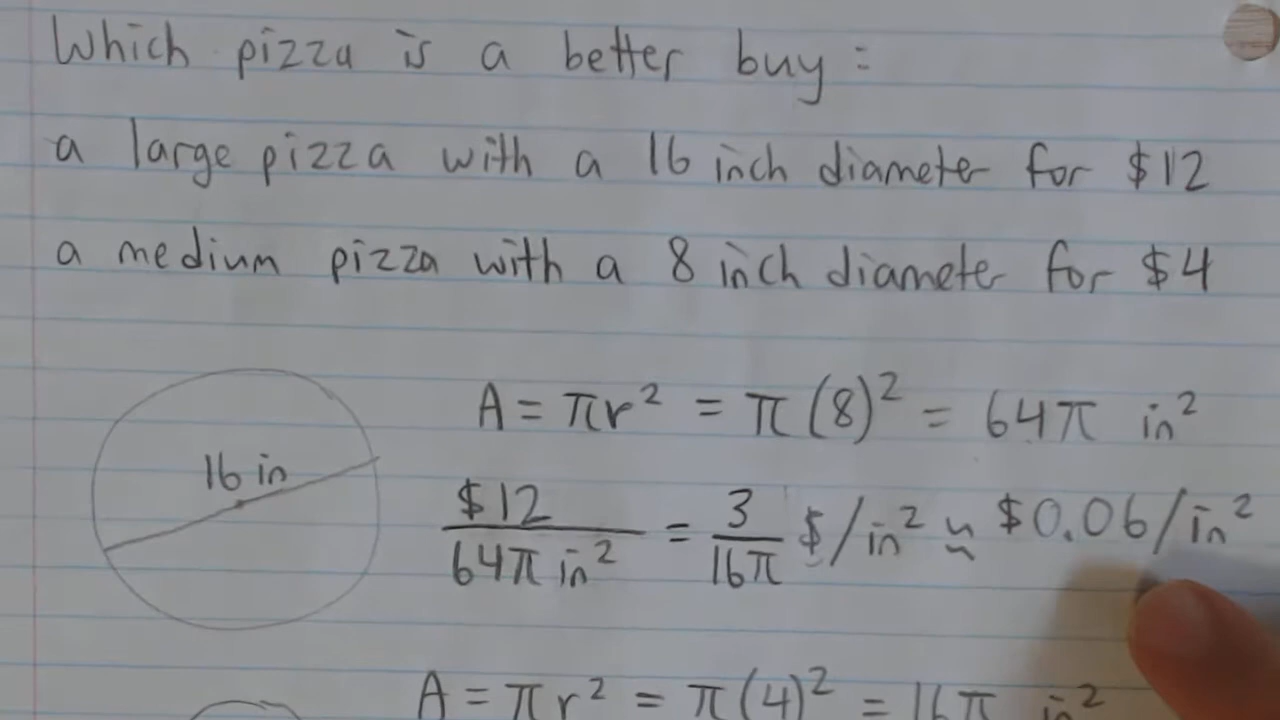 Which pizza is a better buy:
a large pizza with a 16 inch diameter for $12
a medium pizza with a 8 inch diameter for $4
A = πr² = π(8)² = 64π in²
16 in
$12/64π in² = 3/16π $/in² ≈ $0.06/in²
A = πr² = π(4)² = 16π in²